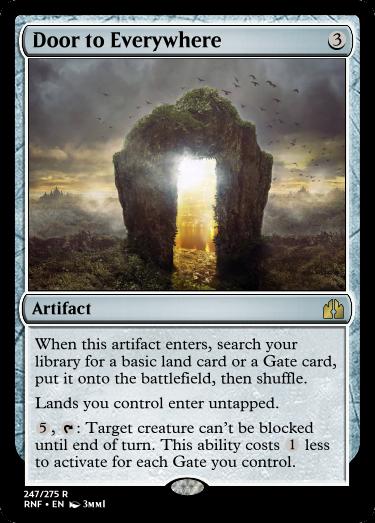 Door to Everywhere 3
Artifact
When this artifact enters, search your
library for a basic land card or a Gate card,
put it onto the battlefield, then shuffle.
Lands you control enter untapped.
5, : Target creature can't be blocked
until end of turn. This ability costs 1 less
to activate for each Gate you control.
247/275 R
RNF • EN 3mml